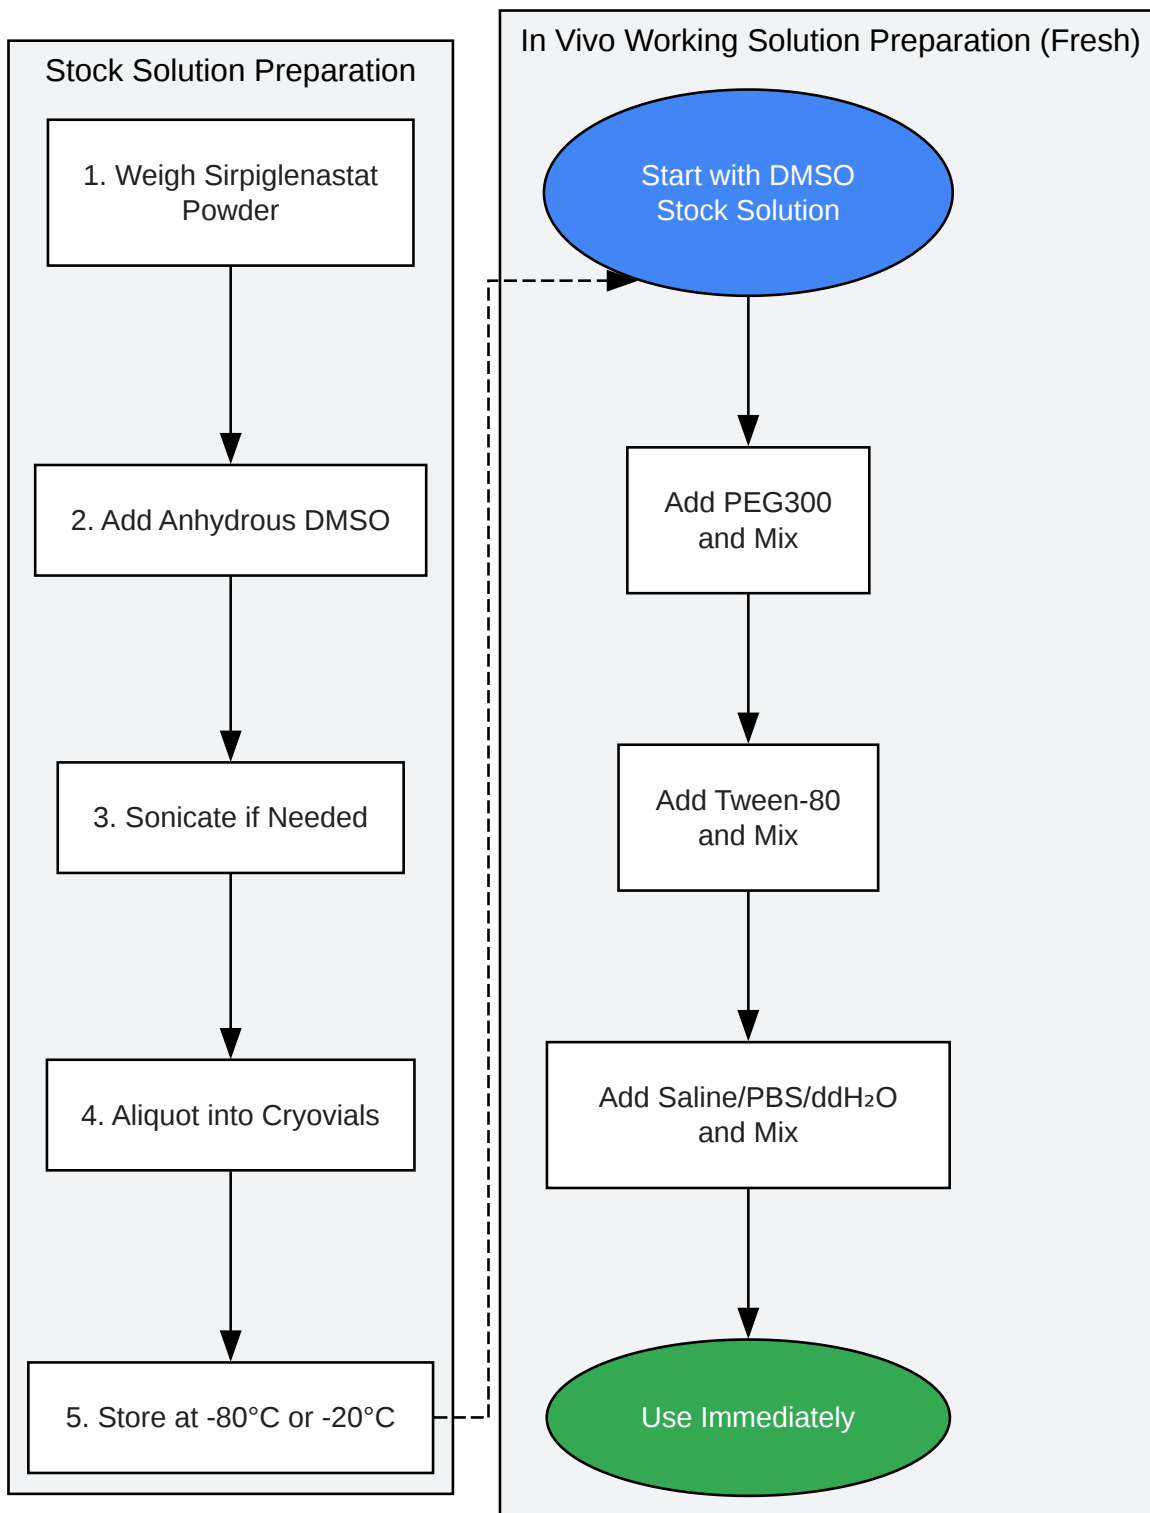 Stock Solution Preparation
1. Weigh Sirpiglenastat
Powder
2. Add Anhydrous DMSO
3. Sonicate if Needed
4. Aliquot into Cryovials
5. Store at -80°C or -20°C
In Vivo Working Solution Preparation (Fresh)
Start with DMSO
Stock Solution
Add PEG300
and Mix
Add Tween-80
and Mix
Add Saline/PBS/ddH₂O
and Mix
Use Immediately